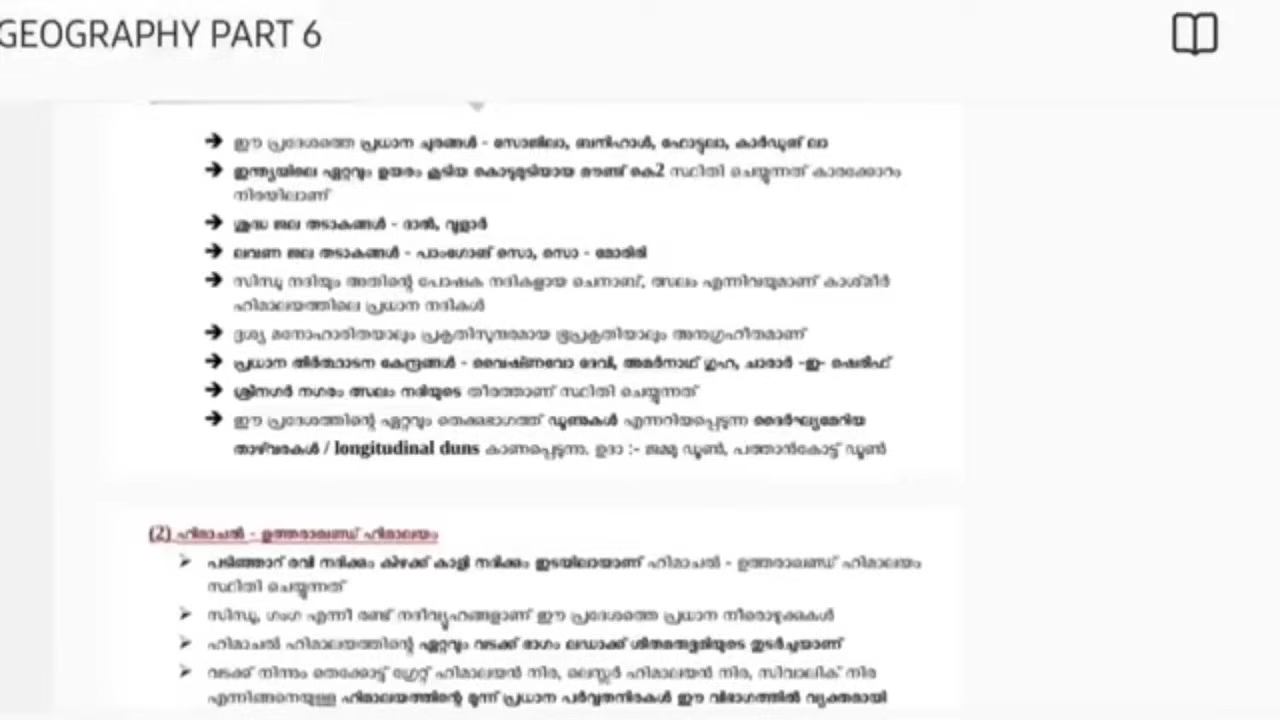 GEOGRAPHY PART 6
➔ ഈ പ്രദേശത്തെ പ്രധാന ചുരങ്ങൾ - സോജിലാ, ബനിഹാൾ, ഫോട്ടുലാ, കാർഡുങ് ലാ
➔ ഇന്ത്യയിലെ ഏറ്റവും ഉയരം കൂടിയ കൊടുമുടിയായ മൗണ്ട് കെ2 സ്ഥിതി ചെയ്യുന്നത് കാരക്കോറം
നിരയിലാണ്
➔ ശുദ്ധ ജല തടാകങ്ങൾ - ദാൽ, വൂളാർ
➔ ലവണ ജല തടാകങ്ങൾ - പാംഗോങ് സൊ, സൊ - മോരിരി
➔ സിന്ധു നദിയും അതിന്റെ പോഷക നദികളായ ചെനാബ്, ത്സലം എന്നിവയുമാണ് കാശ്മീർ
ഹിമാലയത്തിലെ പ്രധാന നദികൾ
➔ ദൃശ്യ മനോഹാരിതയാലും പ്രകൃതിസുന്ദരമായ ഭൂപ്രകൃതിയാലും അനുഗ്രഹീതമാണ്
➔ പ്രധാന തീർത്ഥാടന കേന്ദ്രങ്ങൾ - വൈഷ്ണവോ ദേവി, അമർനാഥ് ഗുഹ, ചരാർ -ഇ- ഷെരീഫ്
➔ ശ്രീനഗർ നഗരം ത്സലം നദിയുടെ തീരത്താണ് സ്ഥിതി ചെയ്യുന്നത്
➔ ഈ പ്രദേശത്തിന്റെ ഏറ്റവും തെക്കുഭാഗത്ത് ഡൂണുകൾ എന്നറിയപ്പെടുന്ന ദൈർഘ്യമേറിയ
താഴ്വരകൾ / longitudinal duns കാണപ്പെടുന്നു. ഉദാ :- ജമ്മു ഡൂൺ, പത്താൻകോട്ട് ഡൂൺ
(2) ഹിമാചൽ - ഉത്തരാഖണ്ഡ് ഹിമാലയം
➢ പടിഞ്ഞാറ് രവി നദിക്കും കിഴക്ക് കാളി നദിക്കും ഇടയിലായാണ് ഹിമാചൽ - ഉത്തരാഖണ്ഡ് ഹിമാലയം
സ്ഥിതി ചെയ്യുന്നത്
➢ സിന്ധു, ഗംഗ എന്നീ രണ്ട് നദീവ്യൂഹങ്ങളാണ് ഈ പ്രദേശത്തെ പ്രധാന നീരൊഴുക്കുകൾ
➢ ഹിമാചൽ ഹിമാലയത്തിന്റെ ഏറ്റവും വടക്ക് ഭാഗം ലഡാക്ക് ശീതമരുഭൂമിയുടെ തുടർച്ചയാണ്
➢ വടക്ക് നിന്നും തെക്കോട്ട് ഗ്രേറ്റ് ഹിമാലയൻ നിര, ലെസ്സർ ഹിമാലയൻ നിര, സിവാലിക് നിര
എന്നിങ്ങനെയുള്ള ഹിമാലയത്തിന്റെ മൂന്ന് പ്രധാന പർവ്വതനിരകൾ ഈ വിഭാഗത്തിൽ വ്യക്തമായി